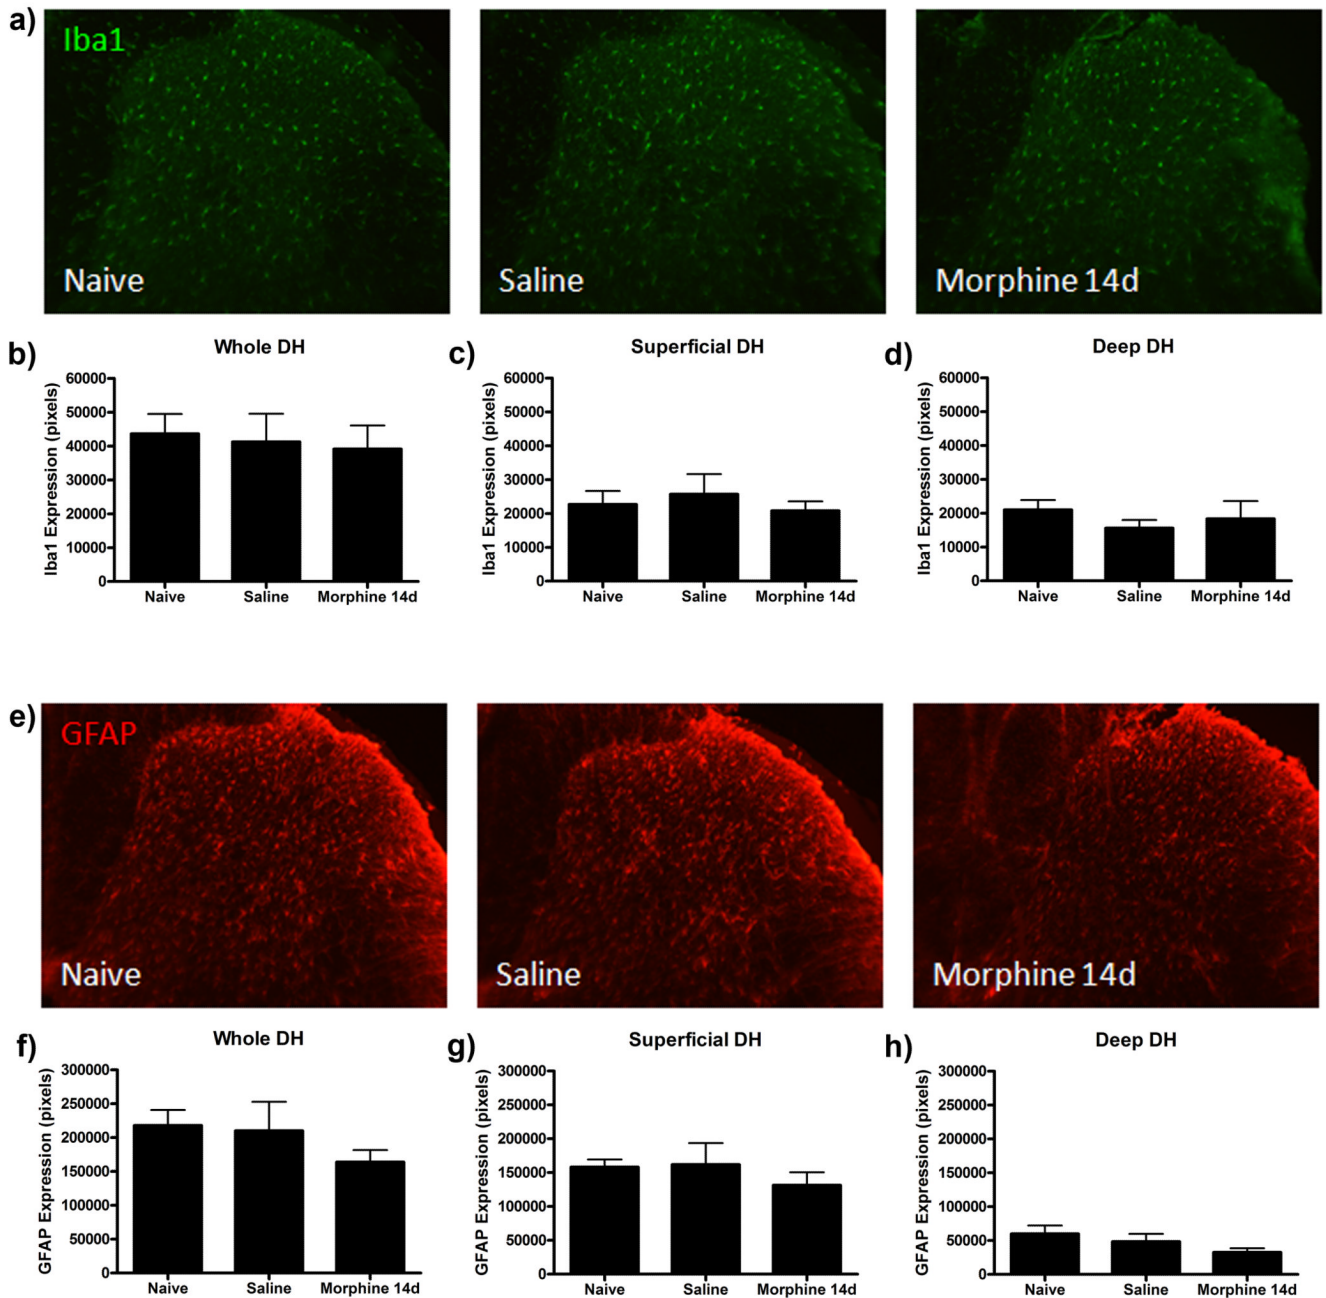 a)
Iba1
Naive
Saline
Morphine 14d
b)
Whole DH
Iba1 Expression (pixels)
60000
50000
40000
30000
20000
10000
0
Naive
Saline
Morphine 14d
c)
Superficial DH
Iba1 Expression (pixels)
60000
50000
40000
30000
20000
10000
0
Naive
Saline
Morphine 14d
d)
Deep DH
Iba1 Expression (pixels)
60000
50000
40000
30000
20000
10000
0
Naive
Saline
Morphine 14d
e)
GFAP
Naive
Saline
Morphine 14d
f)
Whole DH
GFAP Expression (pixels)
300000
250000
200000
150000
100000
50000
0
Naive
Saline
Morphine 14d
g)
Superficial DH
GFAP Expression (pixels)
300000
250000
200000
150000
100000
50000
0
Naive
Saline
Morphine 14d
h)
Deep DH
GFAP Expression (pixels)
300000
250000
200000
150000
100000
50000
0
Naive
Saline
Morphine 14d